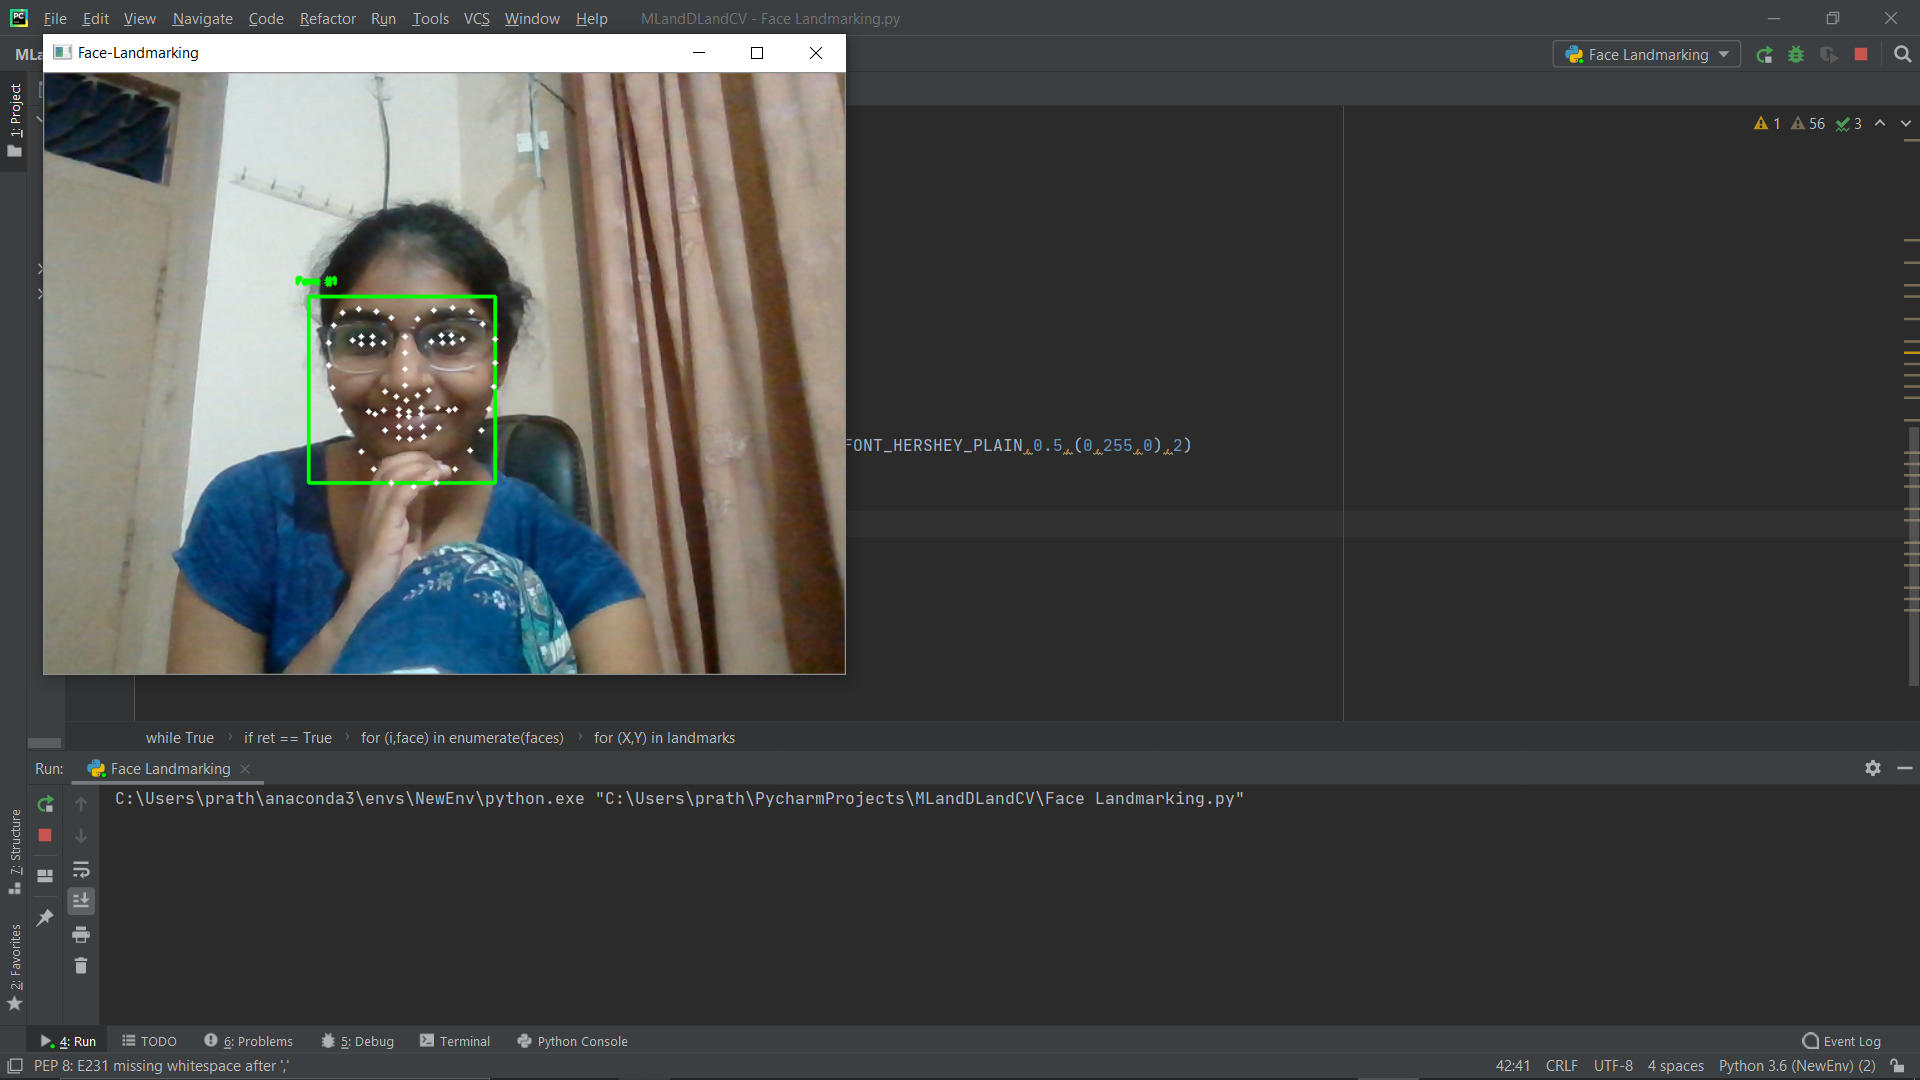 PC File Edit View Navigate Code Refactor Run Tools VCS Window Help MLandDLandCV - Face Landmarking.py
MLa
Face Landmarking
Face-Landmarking
1: Project
1 56 3
Face #1
FONT_HERSHEY_PLAIN,0.5,(0,255,0),2)
while True if ret == True for (i,face) in enumerate(faces) for (X,Y) in landmarks
Run: Face Landmarking
C:\Users\prath\anaconda3\envs\NewEnv\python.exe "C:\Users\prath\PycharmProjects\MLandDLandCV\Face Landmarking.py"
7: Structure
2: Favorites
4: Run TODO 6: Problems 5: Debug Terminal Python Console Event Log
PEP 8: E231 missing whitespace after ',' 42:41 CRLF UTF-8 4 spaces Python 3.6 (NewEnv) (2)